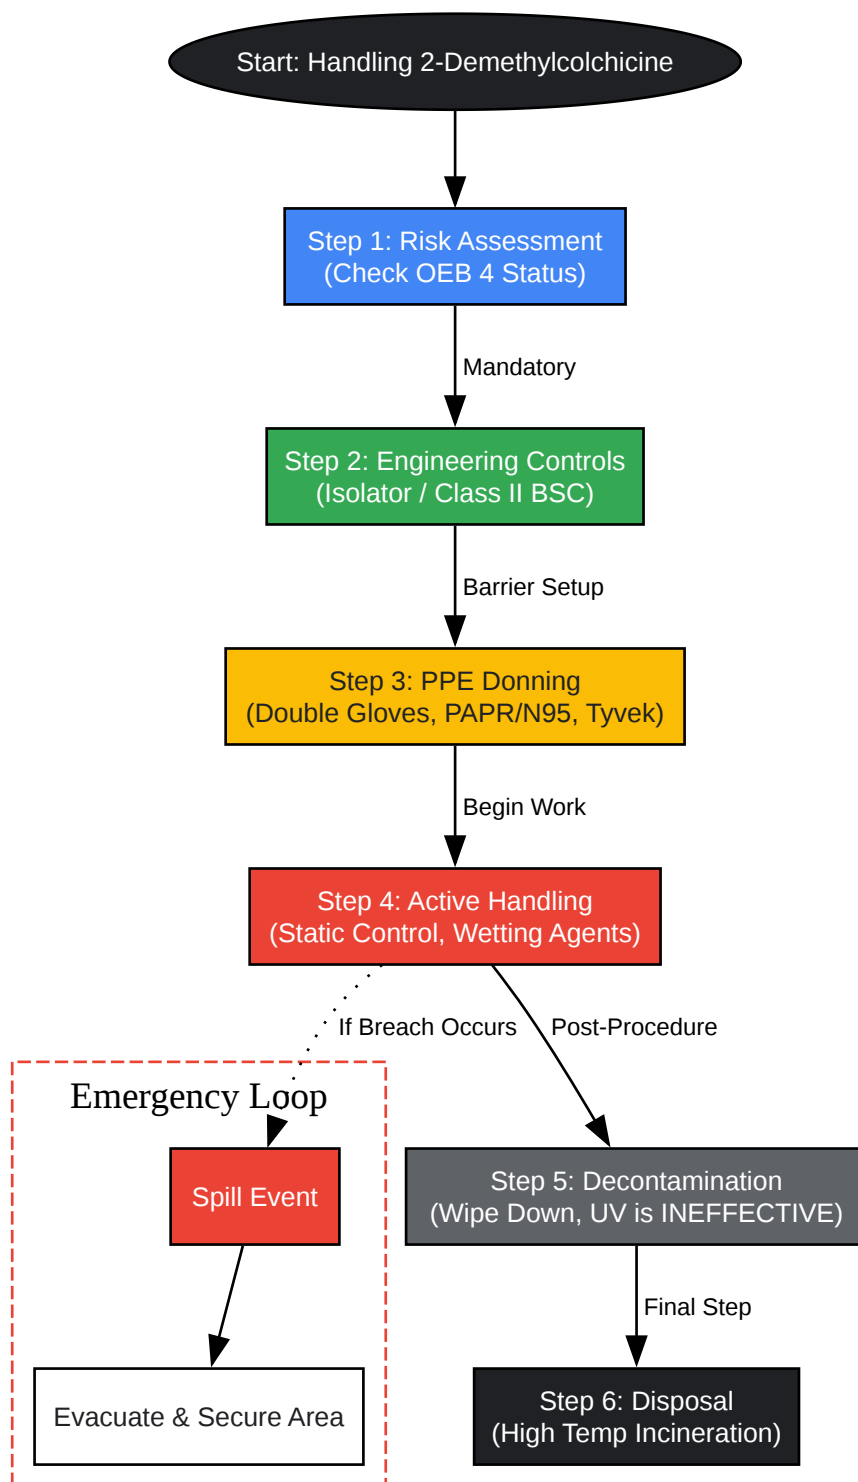 Start: Handling 2-Demethylcolchicine
Step 1: Risk Assessment
(Check OEB 4 Status)
Mandatory
Step 2: Engineering Controls
(Isolator / Class II BSC)
Barrier Setup
Step 3: PPE Donning
(Double Gloves, PAPR/N95, Tyvek)
Begin Work
Step 4: Active Handling
(Static Control, Wetting Agents)
If Breach Occurs
Post-Procedure
Emergency Loop
Spill Event
Step 5: Decontamination
(Wipe Down, UV is INEFFECTIVE)
Final Step
Evacuate & Secure Area
Step 6: Disposal
(High Temp Incineration)